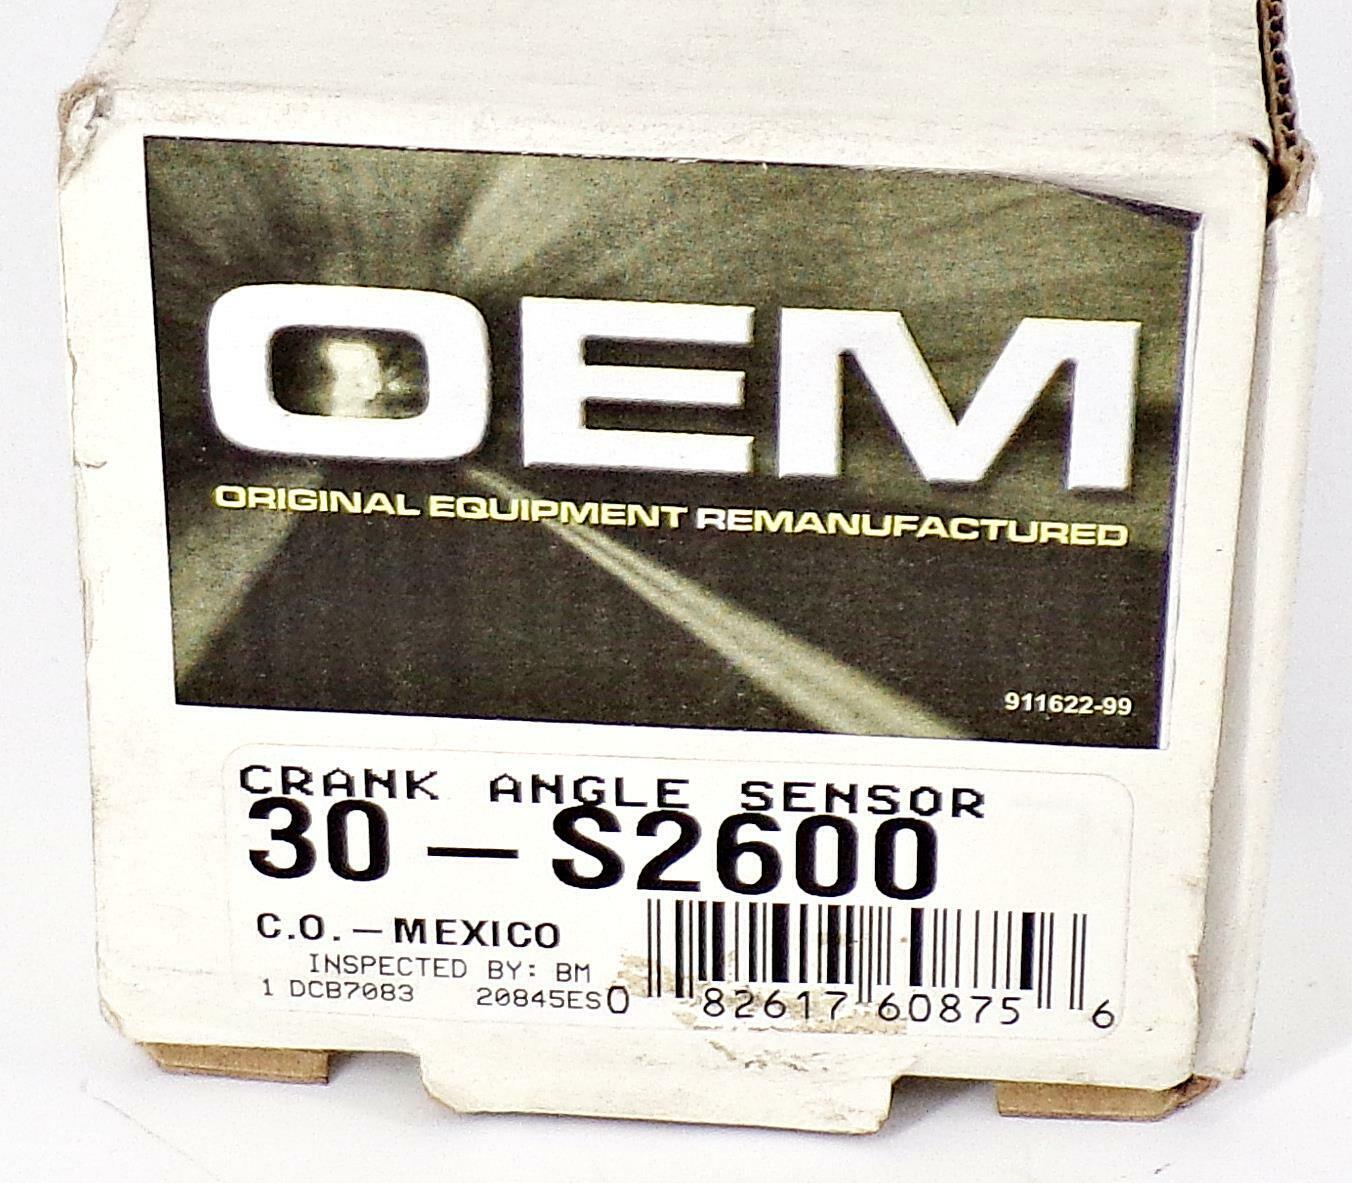 OEM
ORIGINAL EQUIPMENT REMANUFACTURED
911622-99
CRANK ANGLE SENSOR
30-S2600
C.O.-MEXICO
INSPECTED BY: BM
1 DCB7083 20845ES
0 82617 60875 6